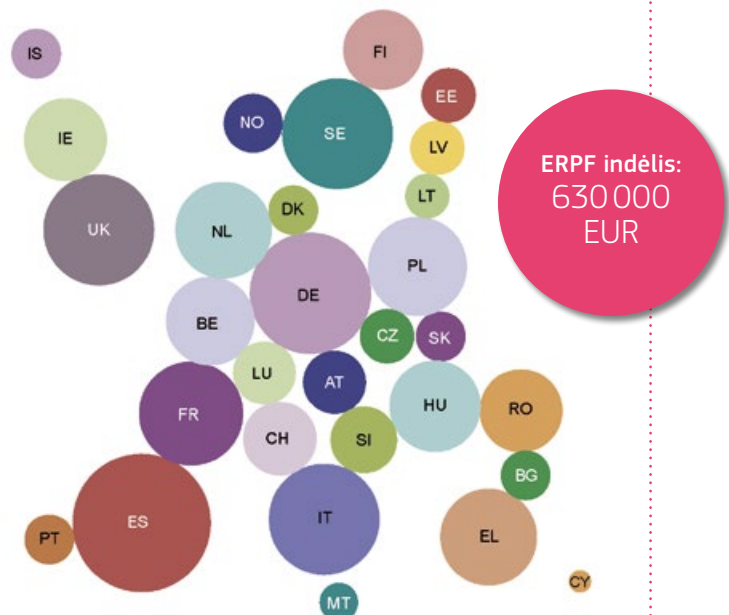 IS
FI
EE
NO
SE
IE
LV
ERPF indėlis:
630 000
EUR
LT
DK
UK
NL
PL
DE
BE
CZ
SK
LU
AT
FR
HU
RO
CH
SI
BG
ES
IT
PT
EL
CY
MT